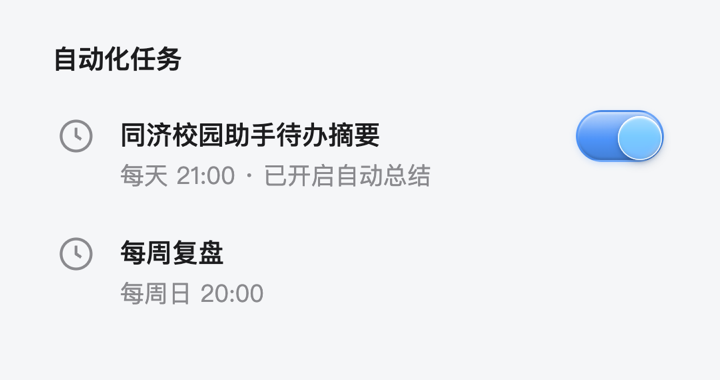 自动化任务
同济校园助手待办摘要
每天 21:00 · 已开启自动总结
每周复盘
每周日 20:00